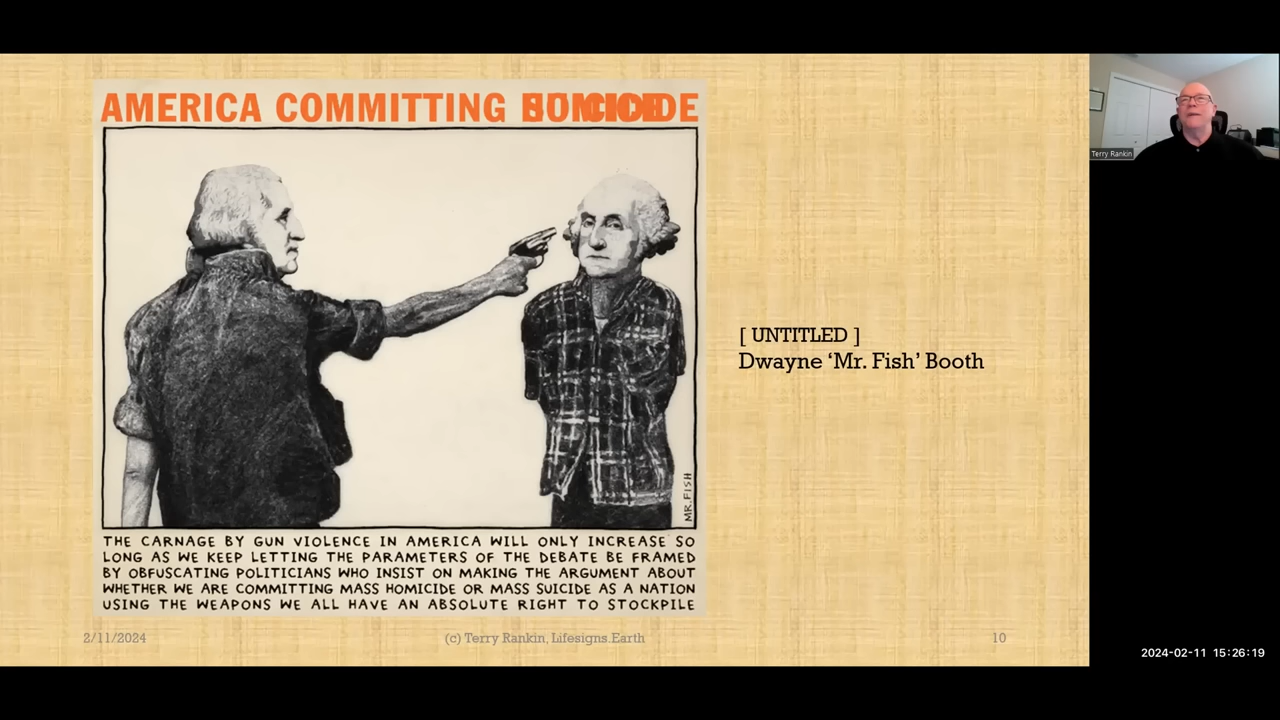 AMERICA COMMITTING
THE CARNAGE BY GUN VIOLENCE IN AMERICA WILL ONLY INCREASE SO
LONG AS WE KEEP LETTING THE PARAMETERS OF THE DEBATE BE FRAMED
BY OBFUSCATING POLITICIANS WHO INSIST ON MAKING THE ARGUMENT ABOUT
WHETHER WE ARE COMMITTING MASS HOMICIDE OR MASS SUICIDE AS A NATION
USING THE WEAPONS WE ALL HAVE AN ABSOLUTE RIGHT TO STOCKPILE
MR. FISH
[ UNTITLED ]
Dwayne ‘Mr. Fish’ Booth
2/11/2024
(c) Terry Rankin, Lifesigns.Earth
10
Terry Rankin
2024-02-11 15:26:19